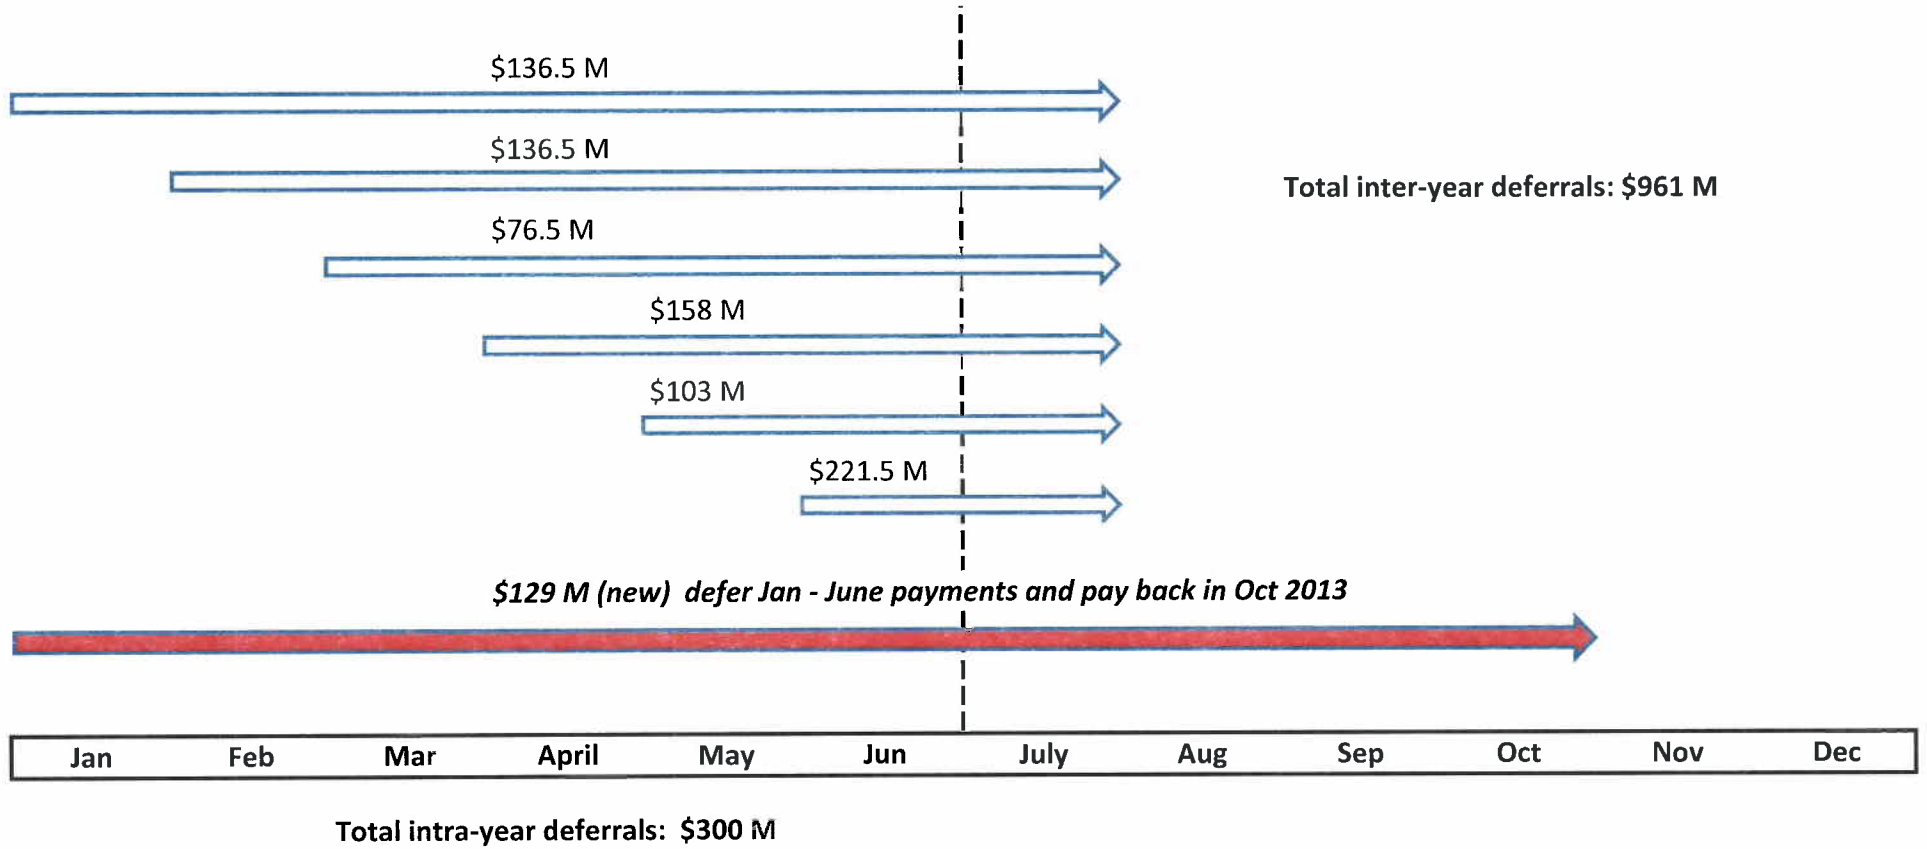 $136.5 M
$136.5 M
Total inter-year deferrals: $961 M
$76.5 M
$158 M
$103 M
$221.5 M
$129 M (new) defer Jan - June payments and pay back in Oct 2013
Jan Feb Mar April May Jun July Aug Sep Oct Nov Dec
Total intra-year deferrals: $300 M